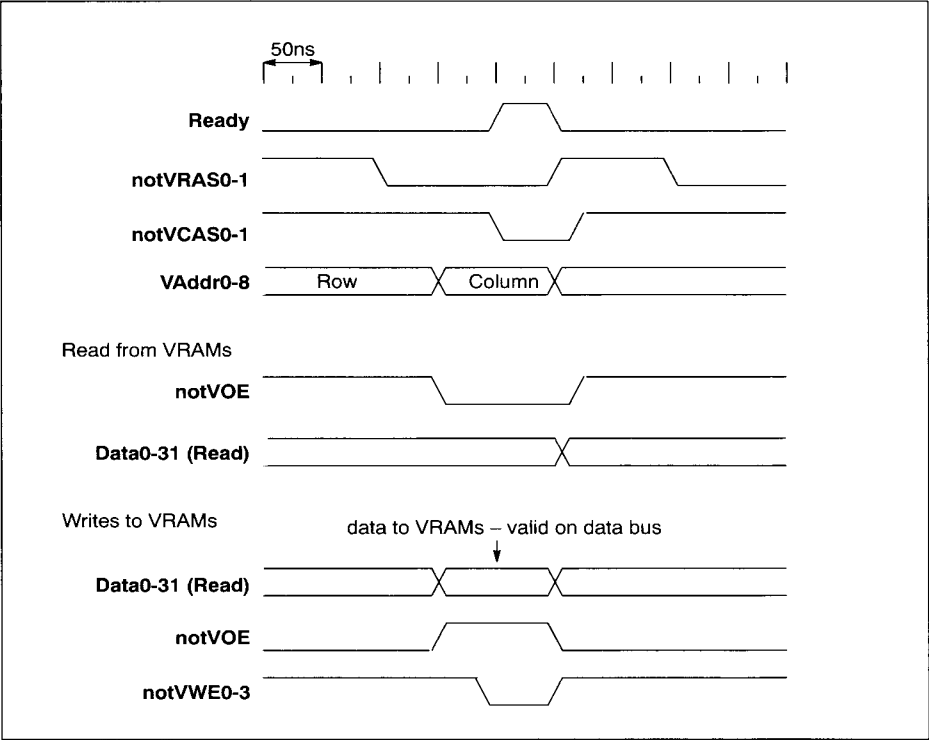 50ns
Ready
notVRAS0-1
notVCAS0-1
VAddr0-8 Row Column
Read from VRAMs
notVOE
Data0-31 (Read)
Writes to VRAMs
data to VRAMs – valid on data bus
Data0-31 (Read)
notVOE
notVWE0-3